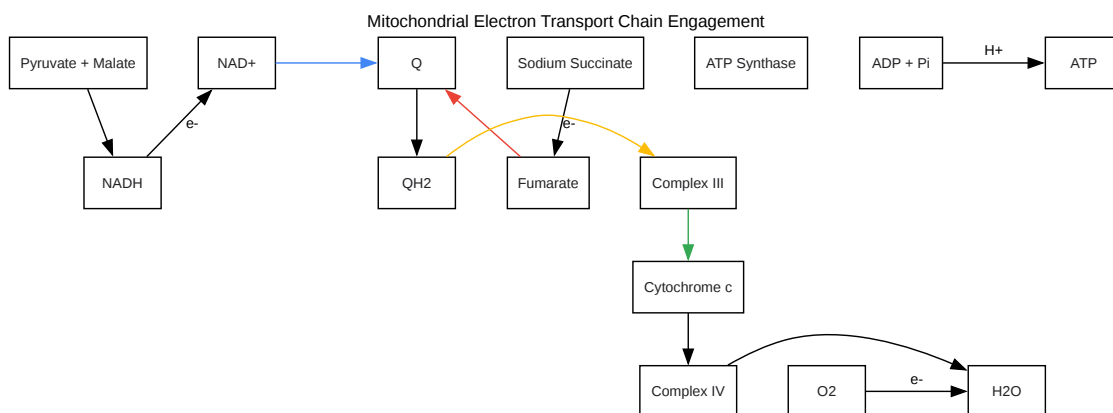 Mitochondrial Electron Transport Chain Engagement
Pyruvate + Malate
NAD+
Q
Sodium Succinate
ATP Synthase
ADP + Pi
H+
ATP
e-
e-
NADH
QH2
Fumarate
Complex III
Cytochrome c
Complex IV
O2
e-
H2O